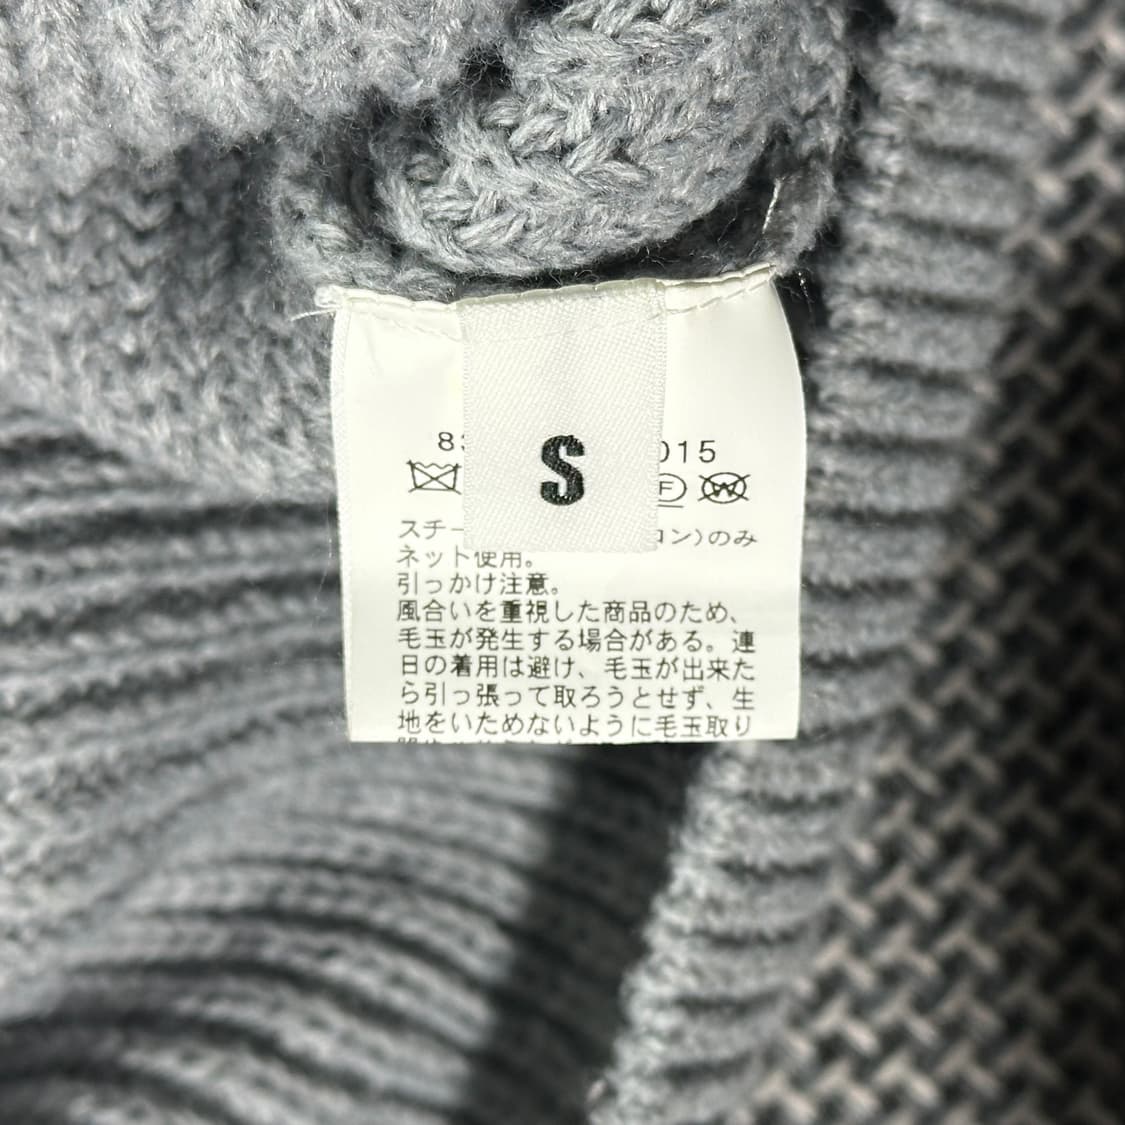 S
015
F W
スチー ロン)のみ
ネット使用。
引っかけ注意。
風合いを重視した商品のため、
毛玉が発生する場合がある。連
日の着用は避け、毛玉が出来た
ら引っ張って取ろうとせず、生
地をいためないように毛玉取り